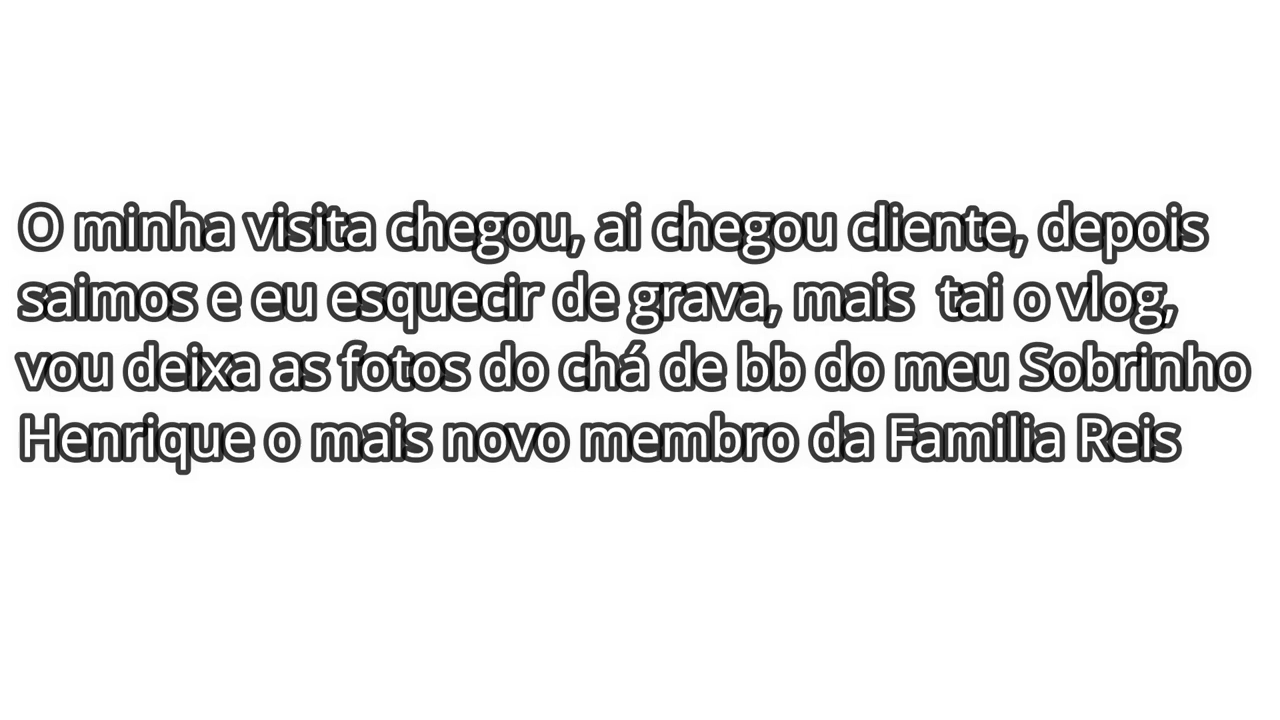 O minha visita chegou, ai chegou cliente, depois
saimos e eu esquecir de grava, mais  tai o vlog,
vou deixa as fotos do chá de bb do meu Sobrinho
Henrique o mais novo membro da Familia Reis